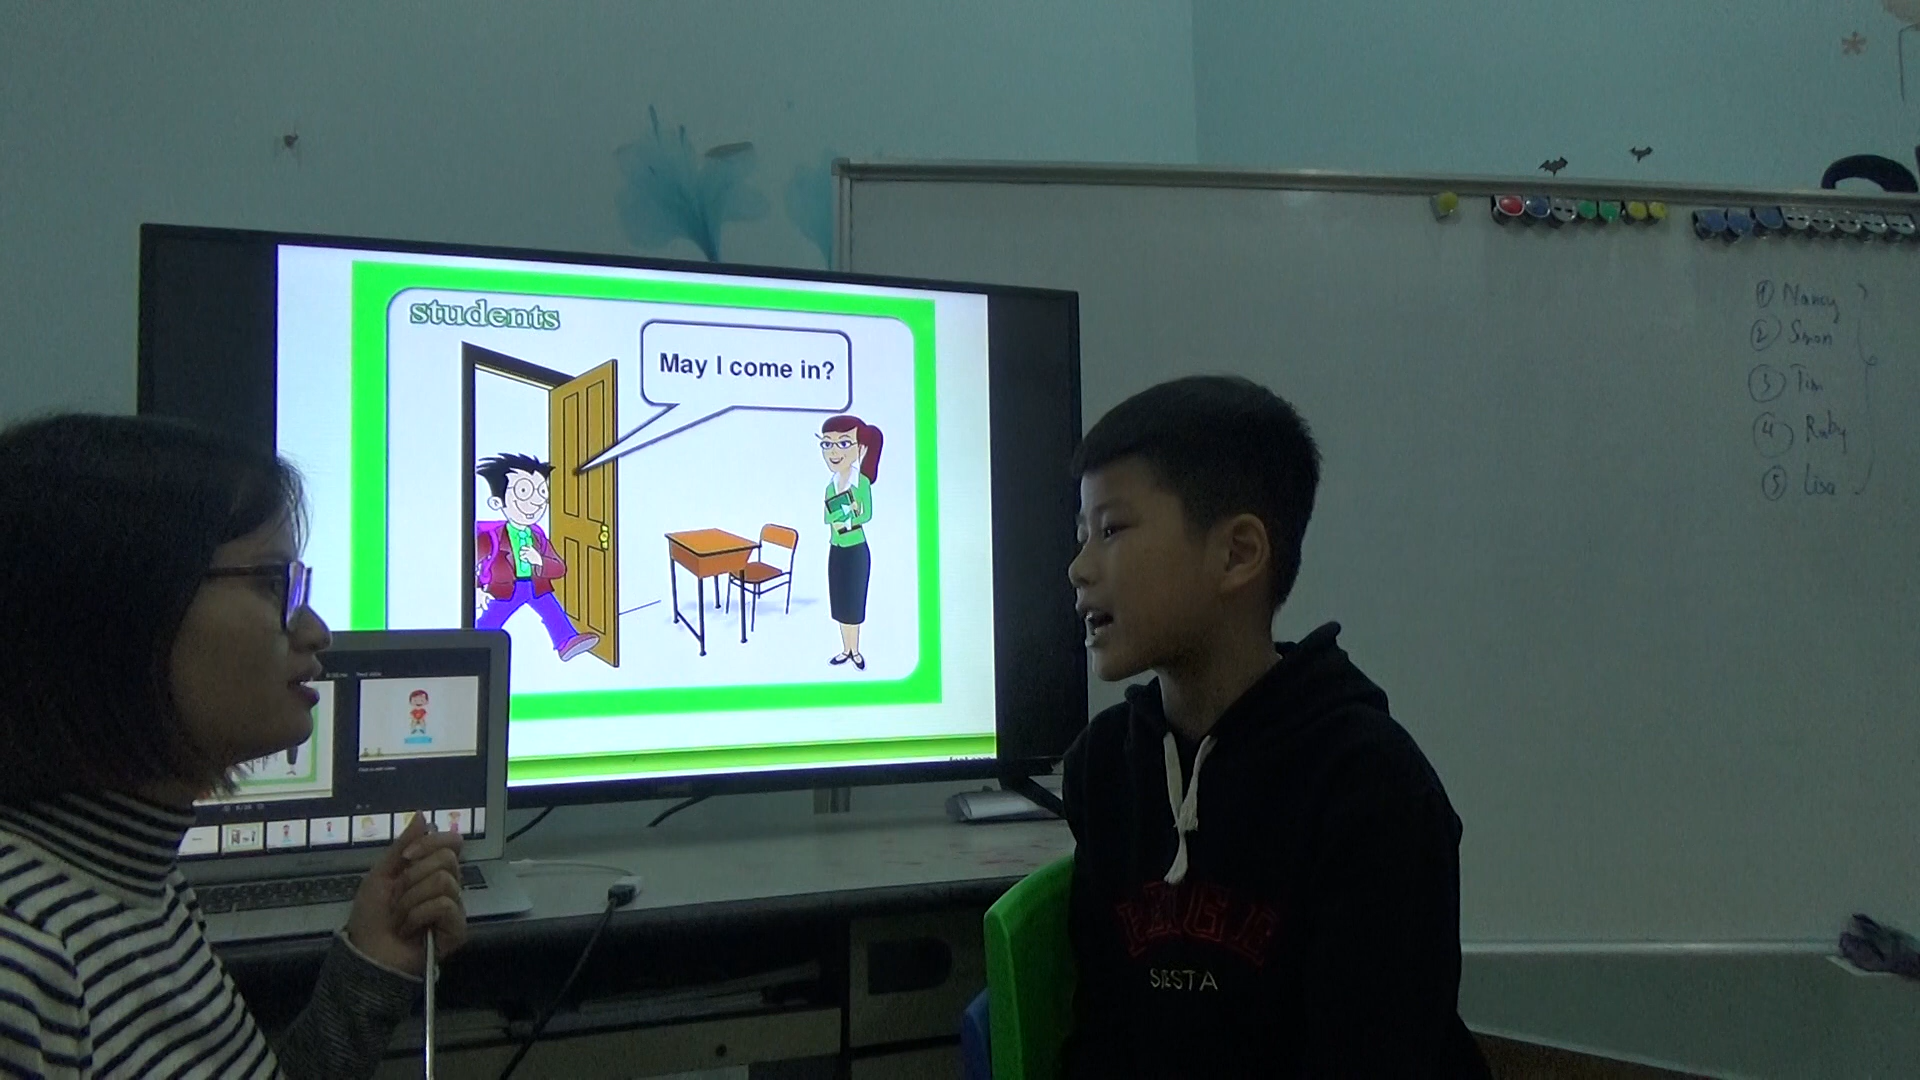 students
May I come in?
① Nancy
② Simon
③ Tim
④ Ruby
⑤ Lisa
SIESTA